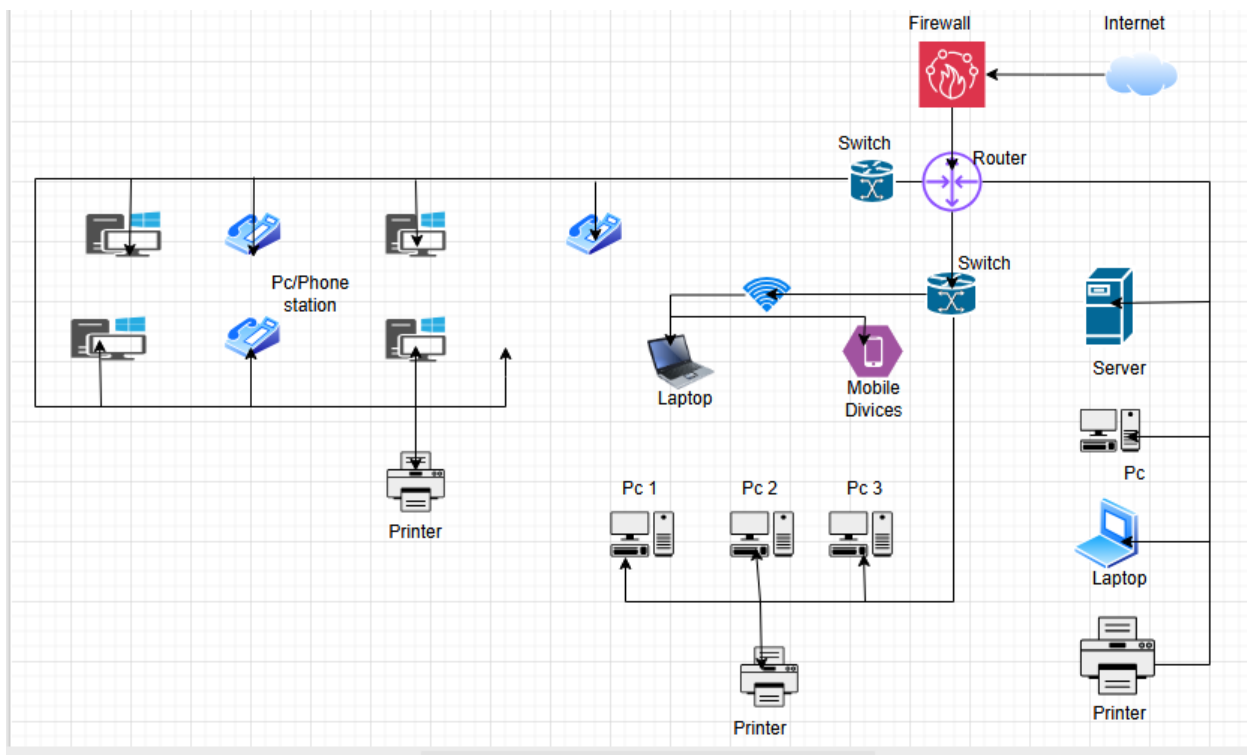 Firewall
Internet
Switch
Router
Pc/Phone
station
Switch
Server
Laptop
Mobile
Divices
Pc
Pc 1
Pc 2
Pc 3
Printer
Laptop
Printer
Printer